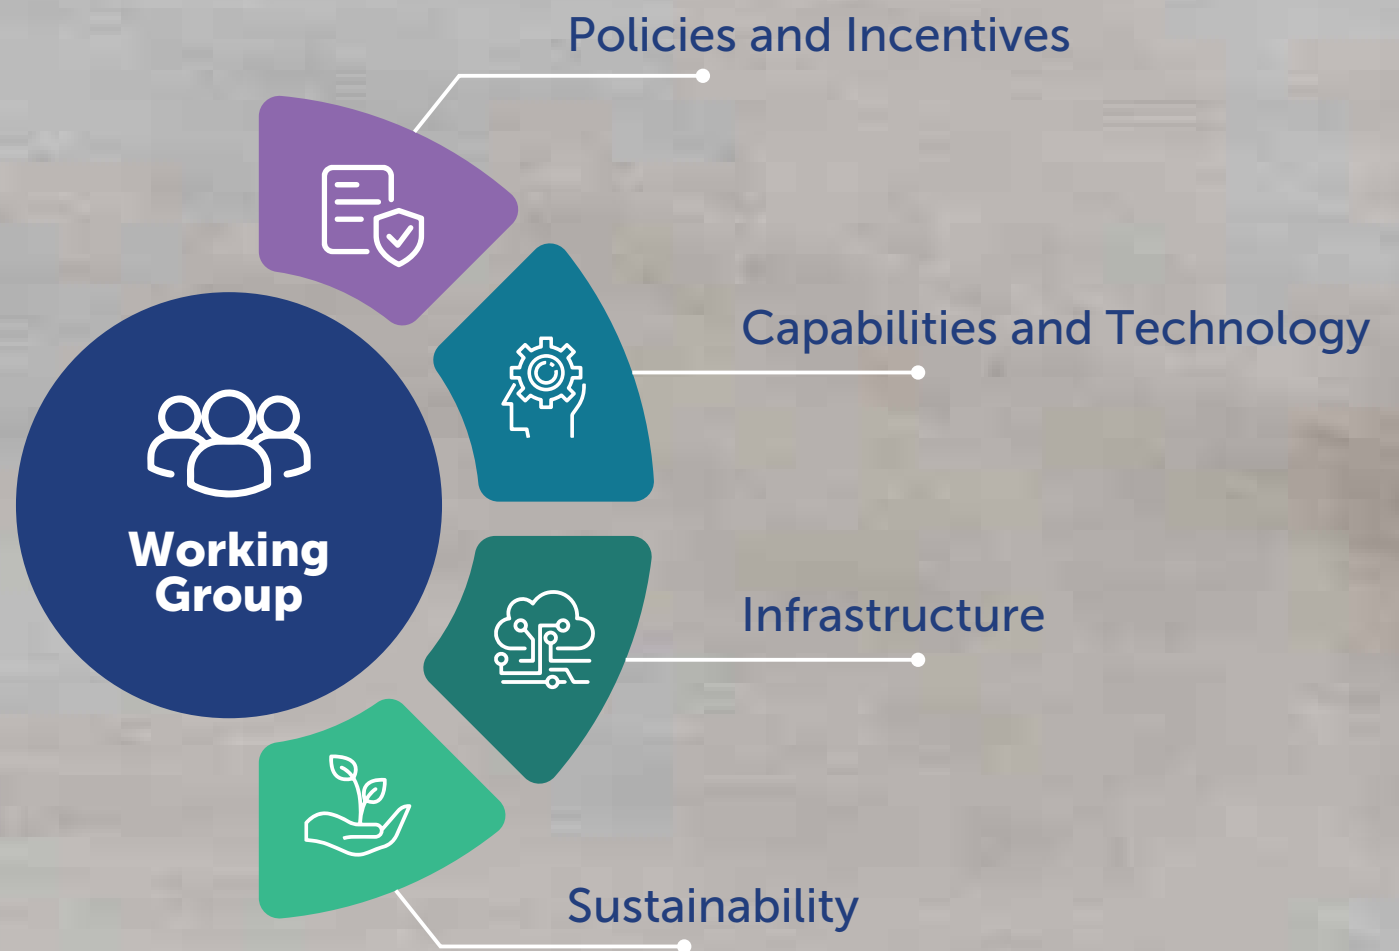 Policies and Incentives
Capabilities and Technology
Working
Group
Infrastructure
Sustainability